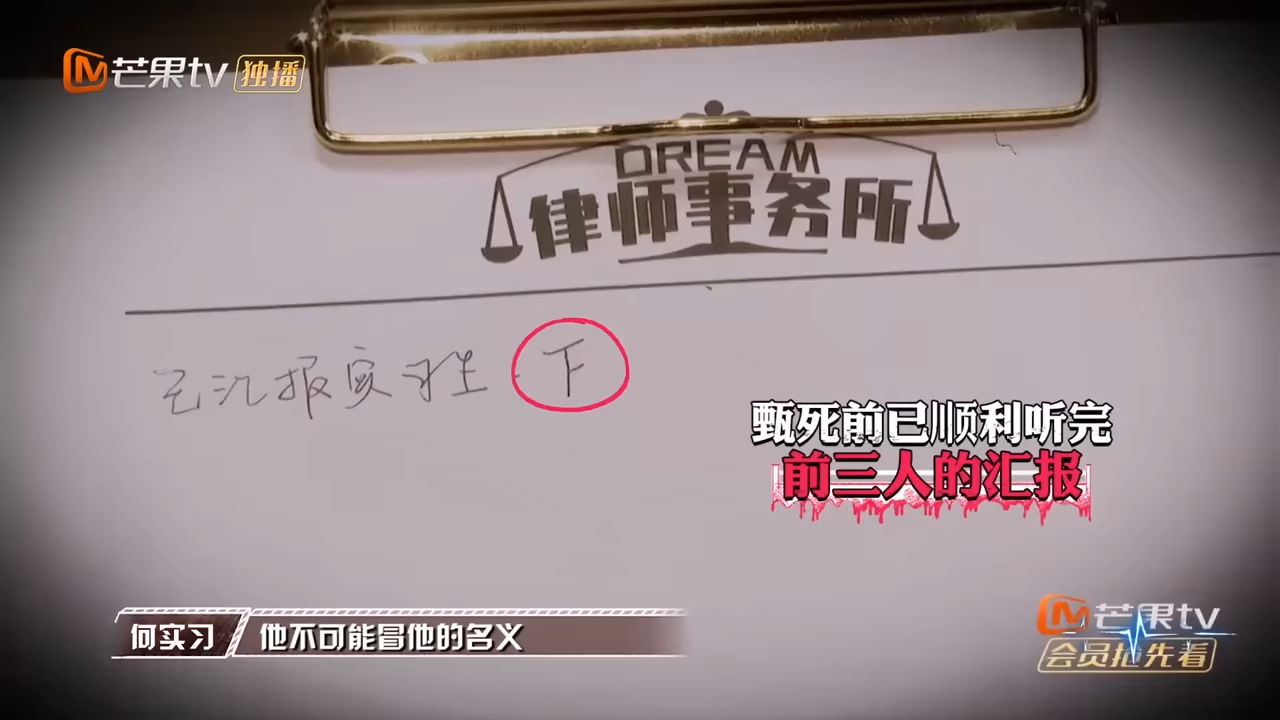 芒果tv 独播
DREAM
律师事务所
已汇报实习生 下
甄死前已顺利听完
前三人的汇报
何实习 他不可能冒他的名义
芒果tv
会员抢先看